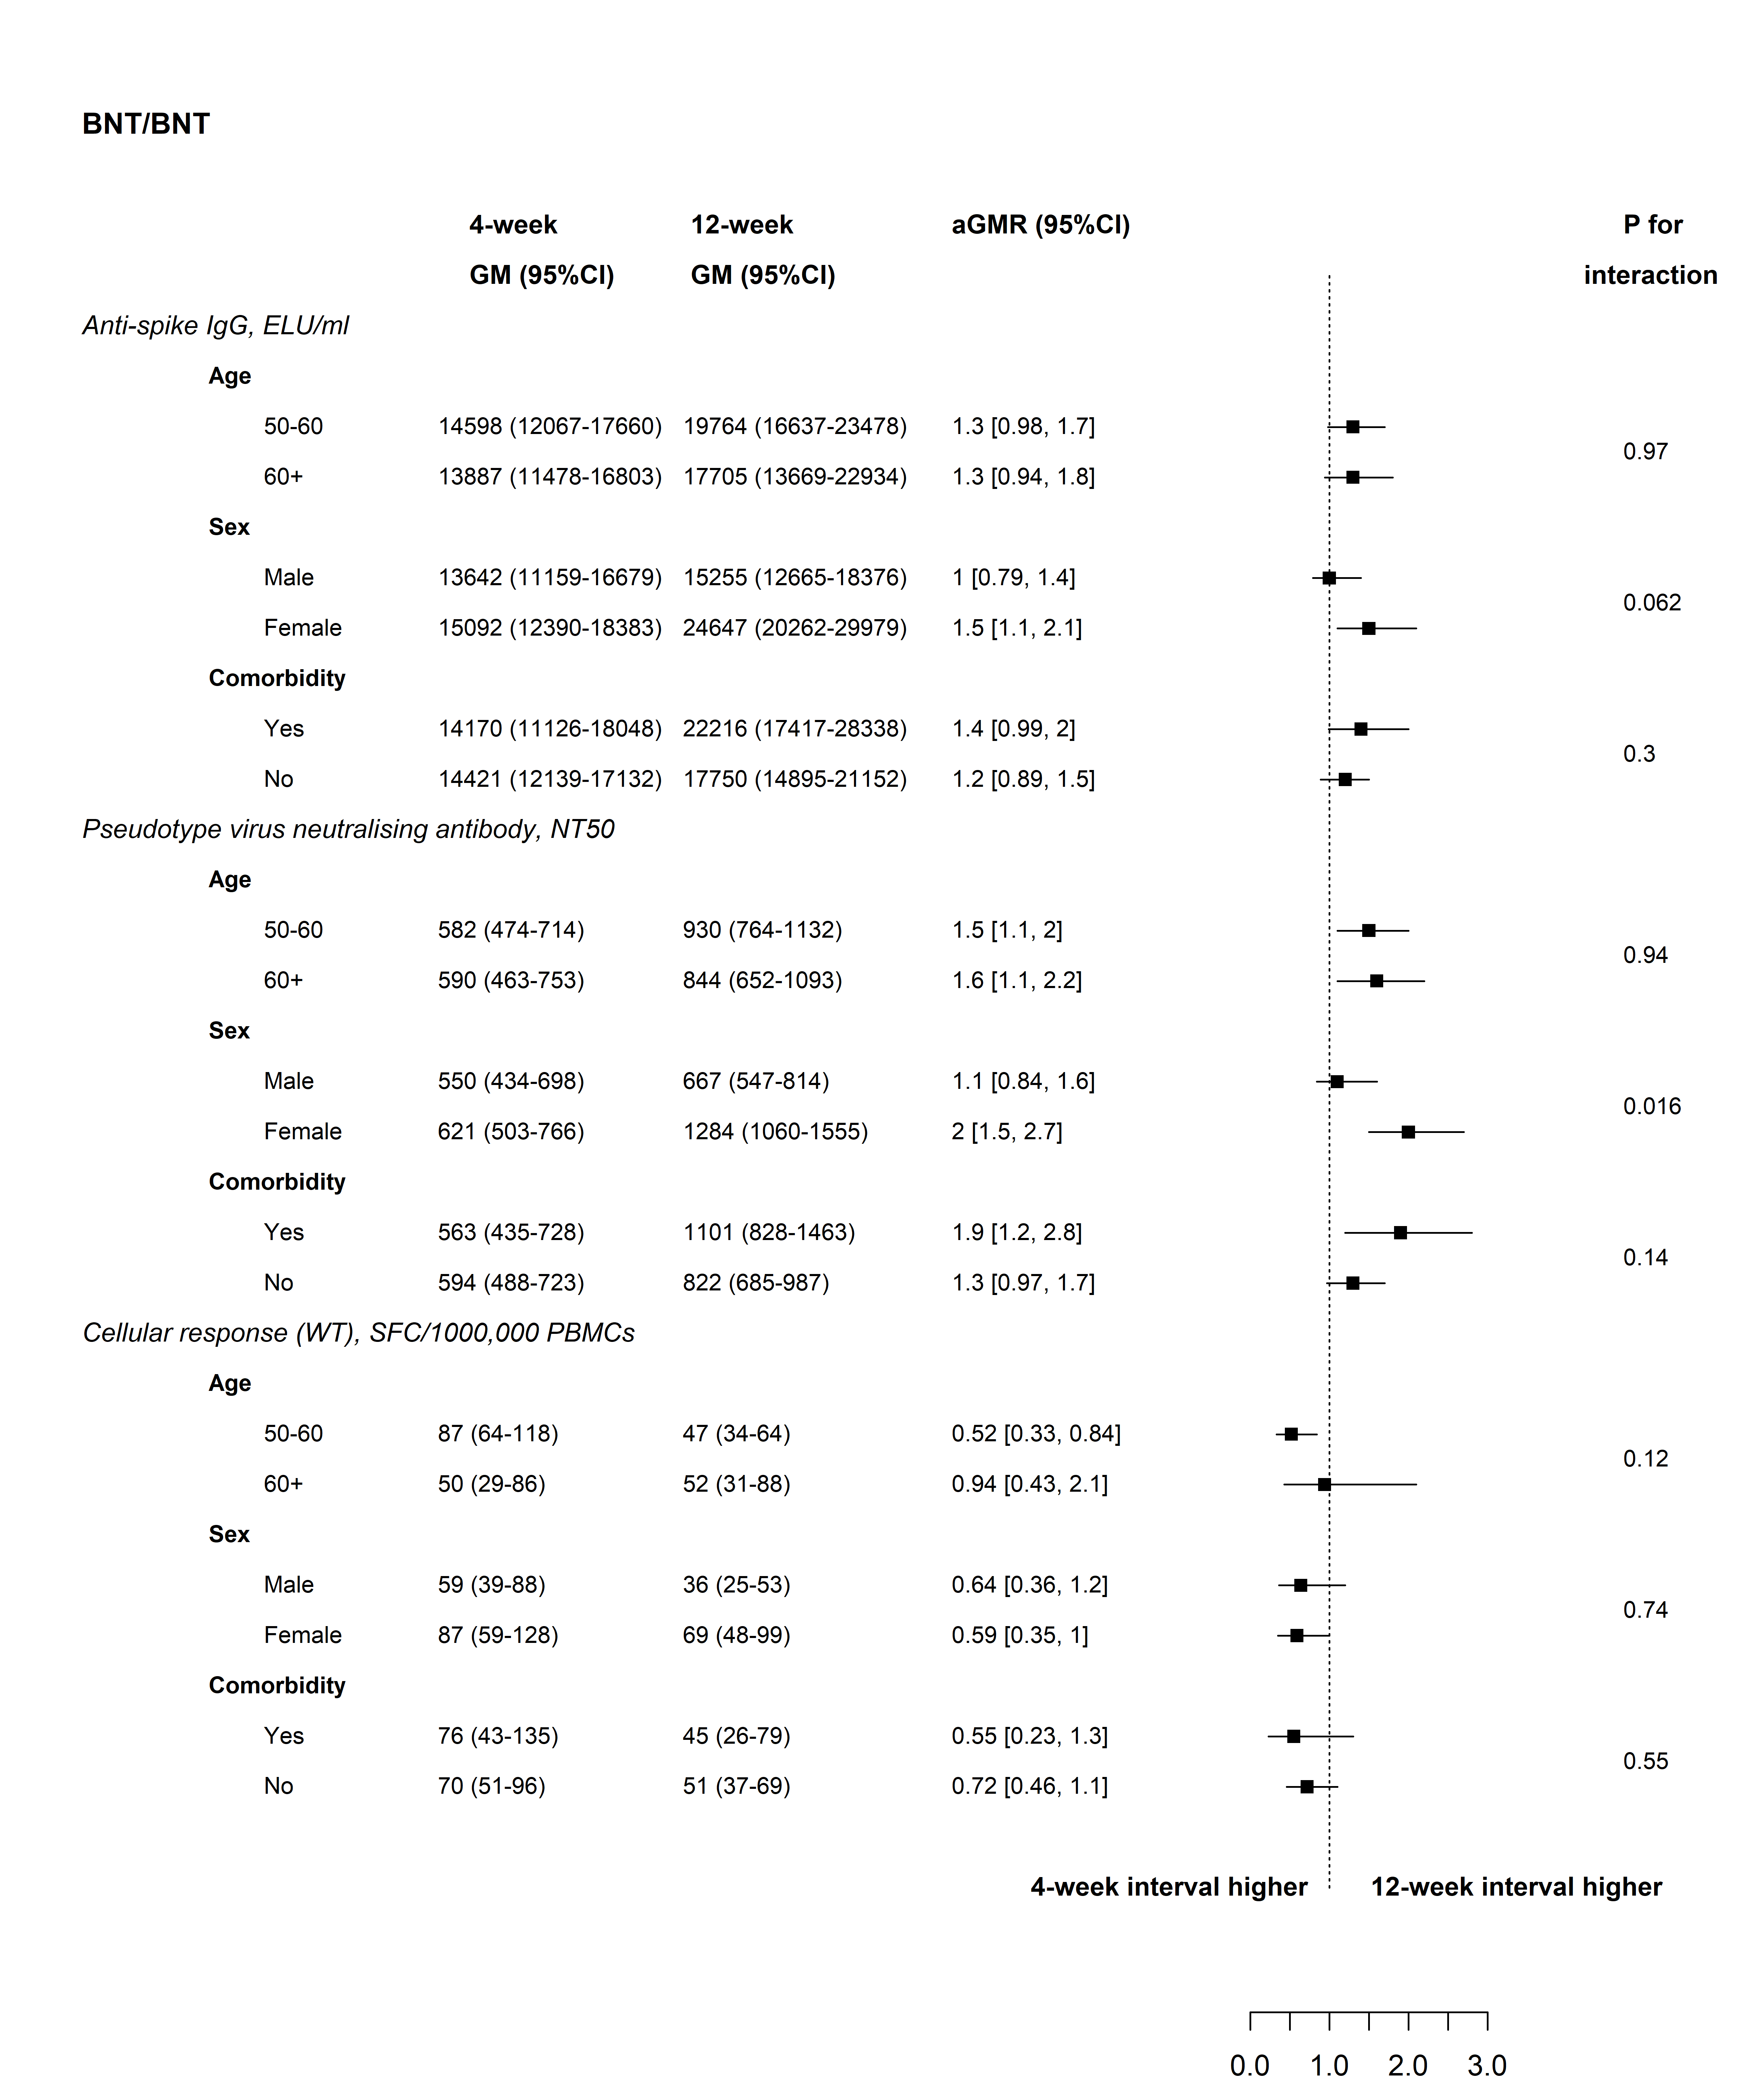 BNT/BNT
4-week 12-week aGMR (95%CI) P for
GM (95%CI) GM (95%CI) interaction
Anti-spike IgG, ELU/ml
Age
50-60 14598 (12067-17660) 19764 (16637-23478) 1.3 [0.98, 1.7]
0.97
60+ 13887 (11478-16803) 17705 (13669-22934) 1.3 [0.94, 1.8]
Sex
Male 13642 (11159-16679) 15255 (12665-18376) 1 [0.79, 1.4]
0.062
Female 15092 (12390-18383) 24647 (20262-29979) 1.5 [1.1, 2.1]
Comorbidity
Yes 14170 (11126-18048) 22216 (17417-28338) 1.4 [0.99, 2]
0.3
No 14421 (12139-17132) 17750 (14895-21152) 1.2 [0.89, 1.5]
Pseudotype virus neutralising antibody, NT50
Age
50-60 582 (474-714) 930 (764-1132) 1.5 [1.1, 2]
0.94
60+ 590 (463-753) 844 (652-1093) 1.6 [1.1, 2.2]
Sex
Male 550 (434-698) 667 (547-814) 1.1 [0.84, 1.6]
0.016
Female 621 (503-766) 1284 (1060-1555) 2 [1.5, 2.7]
Comorbidity
Yes 563 (435-728) 1101 (828-1463) 1.9 [1.2, 2.8]
0.14
No 594 (488-723) 822 (685-987) 1.3 [0.97, 1.7]
Cellular response (WT), SFC/1000,000 PBMCs
Age
50-60 87 (64-118) 47 (34-64) 0.52 [0.33, 0.84]
0.12
60+ 50 (29-86) 52 (31-88) 0.94 [0.43, 2.1]
Sex
Male 59 (39-88) 36 (25-53) 0.64 [0.36, 1.2]
0.74
Female 87 (59-128) 69 (48-99) 0.59 [0.35, 1]
Comorbidity
Yes 76 (43-135) 45 (26-79) 0.55 [0.23, 1.3]
0.55
No 70 (51-96) 51 (37-69) 0.72 [0.46, 1.1]
4-week interval higher 12-week interval higher
0.0 1.0 2.0 3.0